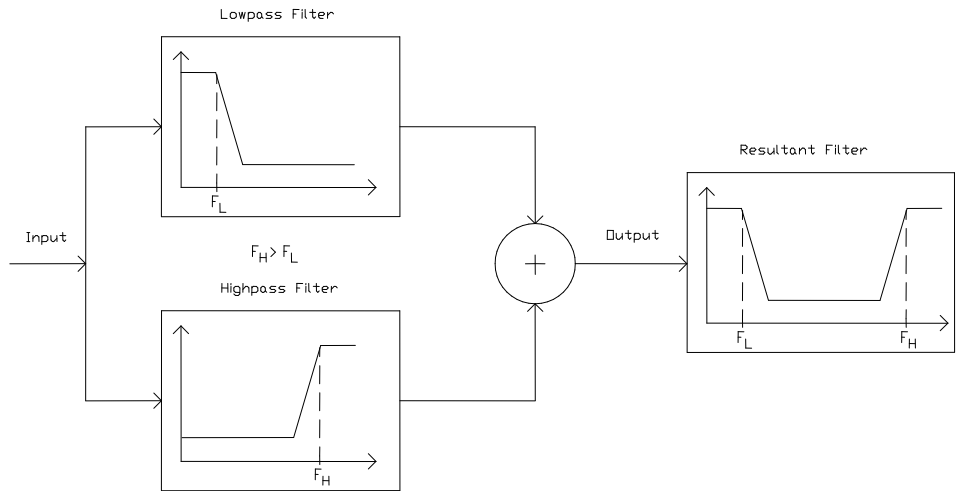 Lowpass Filter
F_L
Input
F_H > F_L
Highpass Filter
F_H
+
Output
Resultant Filter
F_L
F_H